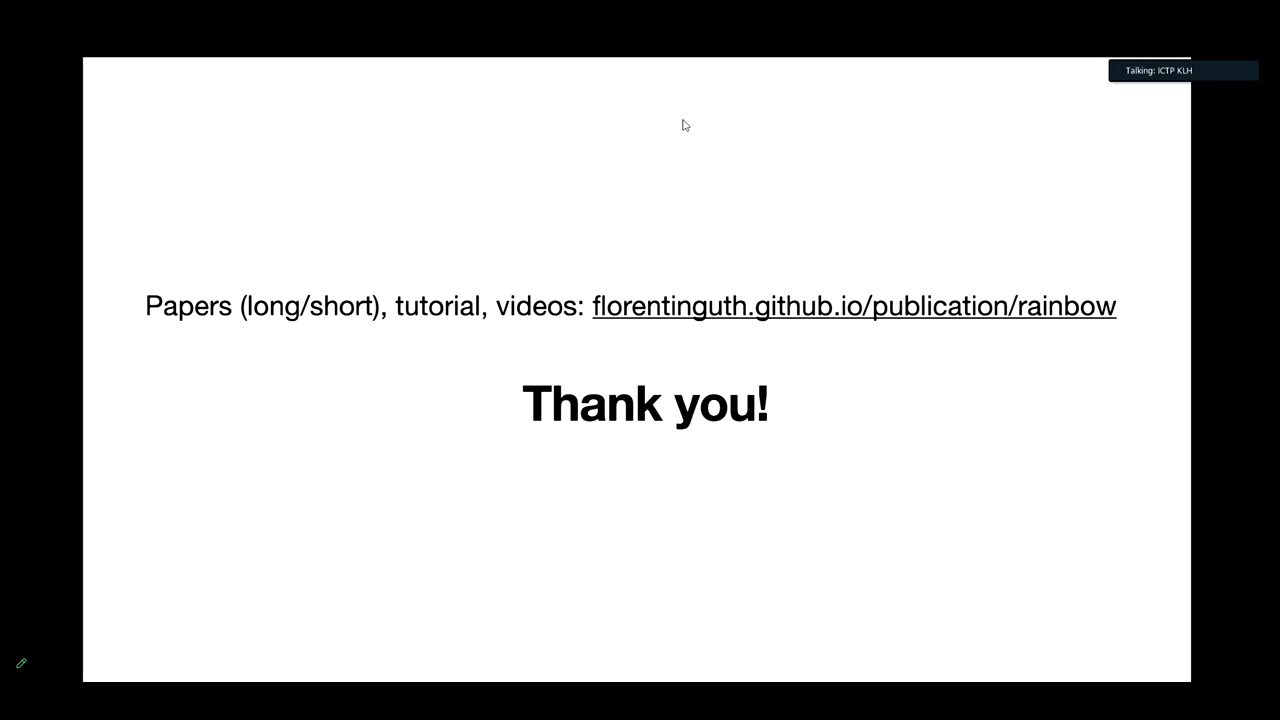 Talking: ICTP KLH
Papers (long/short), tutorial, videos: florentinguth.github.io/publication/rainbow
Thank you!